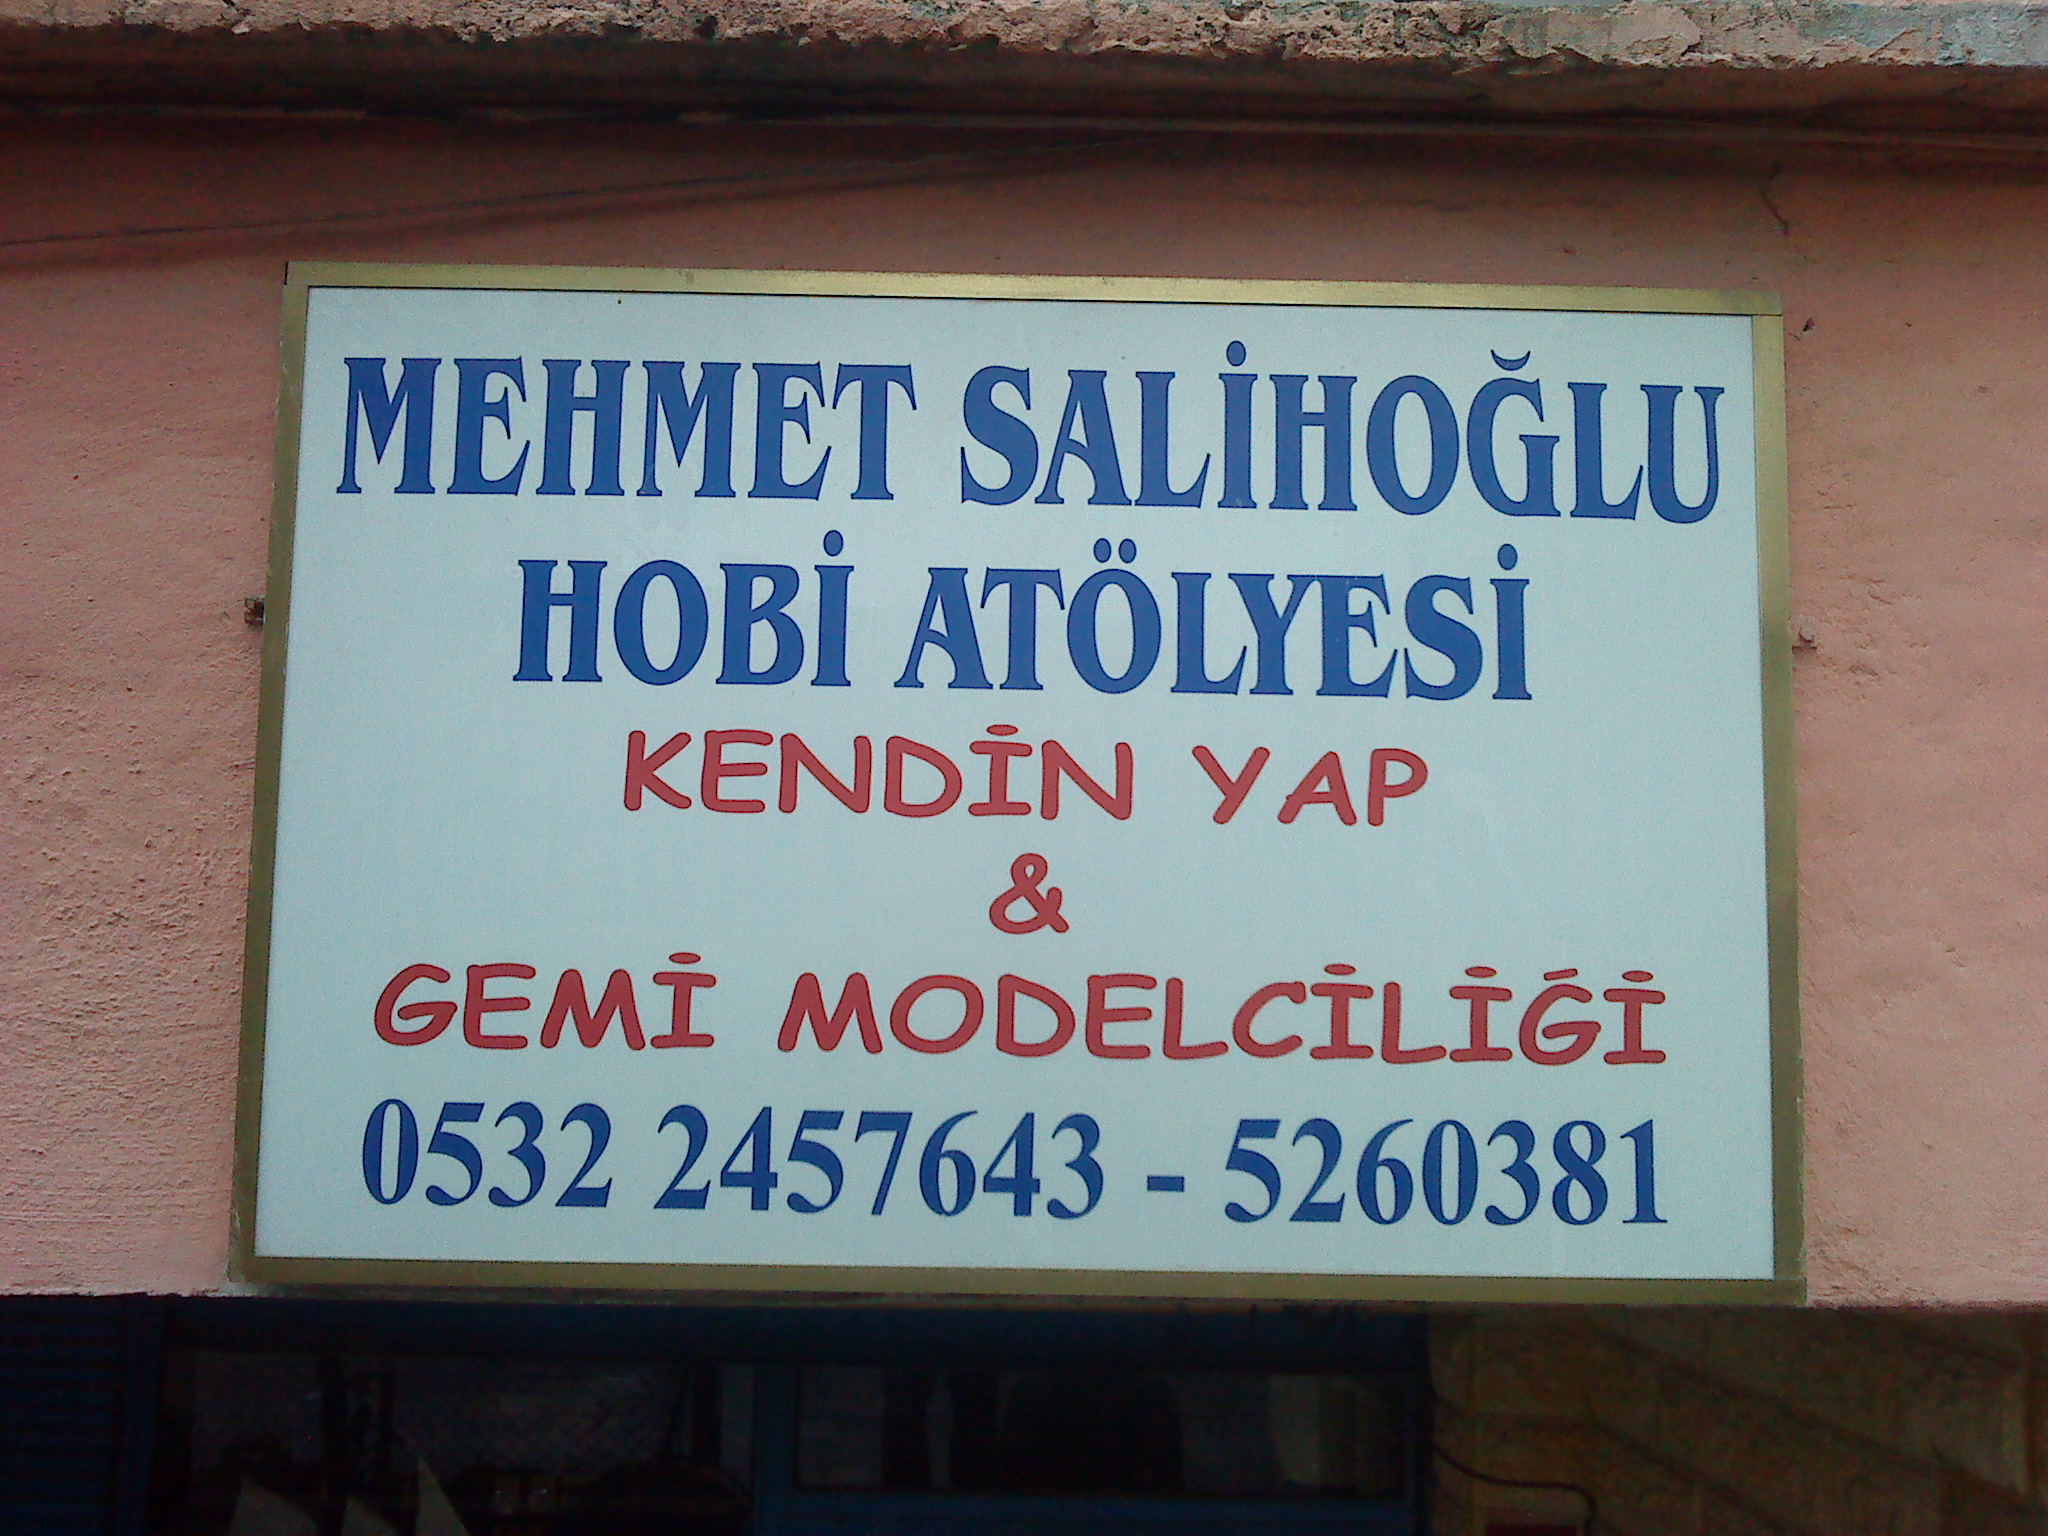 MEHMET SALİHOĞLU
HOBİ ATÖLYESİ
KENDİN YAP
&
GEMİ MODELCİLİĞİ
0532 2457643 - 5260381